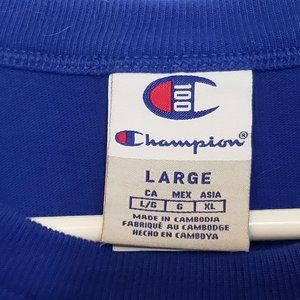 100
Champion®
LARGE
CA MEX ASIA
L/G G XL
MADE IN CAMBODIA
FABRIQUÉ AU CAMBODGE
HECHO EN CAMBOYA